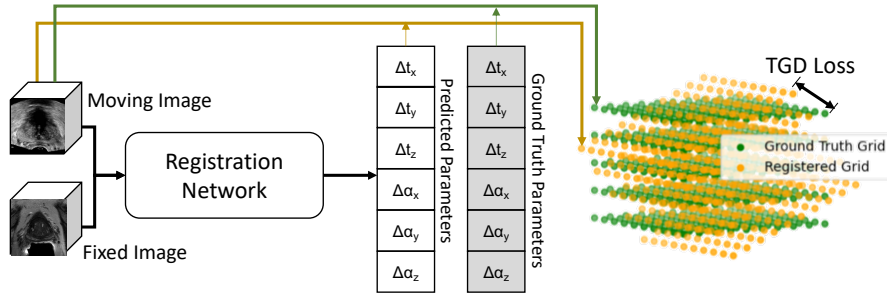 Moving Image
Fixed Image
Registration
Network
Δtx
Δty
Δtz
Δαx
Δαy
Δαz
Predicted Parameters
Δtx
Δty
Δtz
Δαx
Δαy
Δαz
Ground Truth Parameters
TGD Loss
Ground Truth Grid
Registered Grid